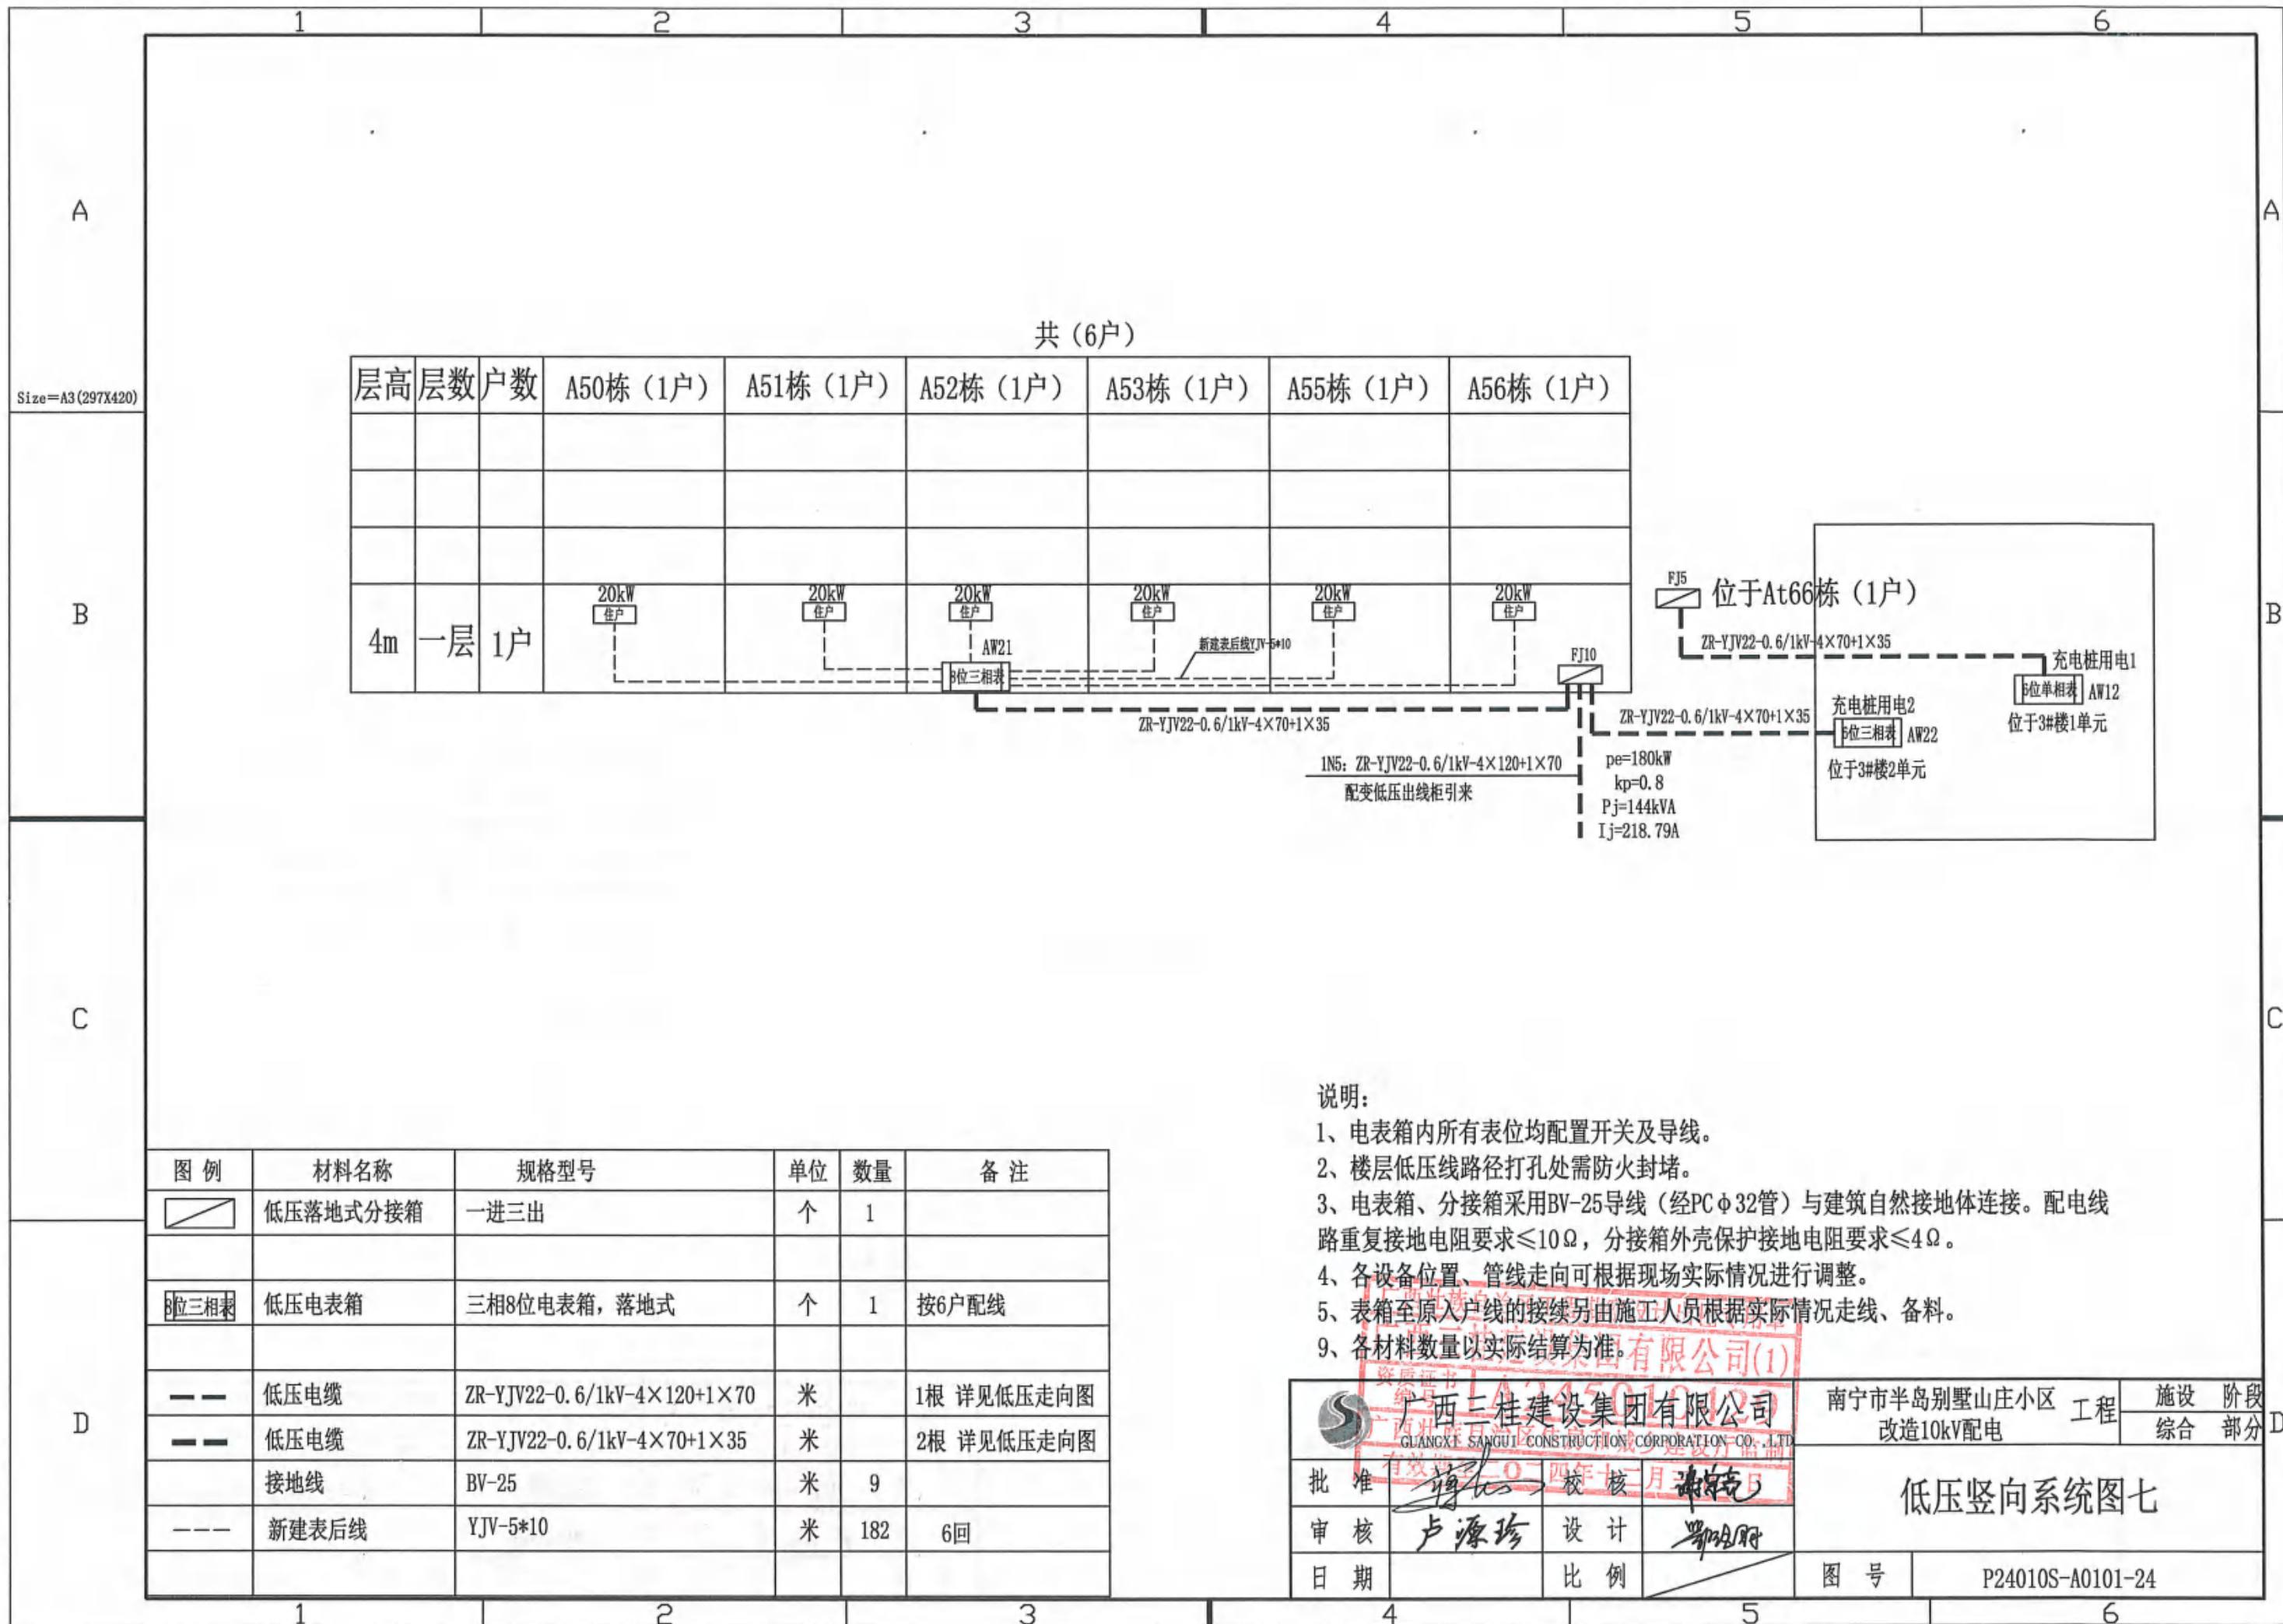 1 2 3 4 5 6
A A
Size=A3(297X420)
共（6户）
层高 层数 户数 A50栋（1户） A51栋（1户） A52栋（1户） A53栋（1户） A55栋（1户） A56栋（1户）
4m 一层 1户
20kW 20kW 20kW 20kW 20kW 20kW
住户 住户 住户 住户 住户 住户
AW21
8位三相表
新建表后线YJV-5*10
FJ10
ZR-YJV22-0.6/1kV-4×70+1×35
1N5: ZR-YJV22-0.6/1kV-4×120+1×70
配变低压出线柜引来
pe=180kW
kp=0.8
Pj=144kVA
Ij=218.79A
FJ5
位于At66栋（1户）
ZR-YJV22-0.6/1kV-4×70+1×35
充电桩用电1
5位单相表 AW12
位于3#楼1单元
ZR-YJV22-0.6/1kV-4×70+1×35
充电桩用电2
5位三相表 AW22
位于3#楼2单元
B B
C C
说明：
1、电表箱内所有表位均配置开关及导线。
2、楼层低压线路径打孔处需防火封堵。
3、电表箱、分接箱采用BV-25导线（经PCφ32管）与建筑自然接地体连接。配电线
路重复接地电阻要求≤10Ω，分接箱外壳保护接地电阻要求≤4Ω。
4、各设备位置、管线走向可根据现场实际情况进行调整。
5、表箱至原入户线的接续另由施工人员根据实际情况走线、备料。
9、各材料数量以实际结算为准。
图 例 材料名称 规格型号 单位 数量 备 注
低压落地式分接箱 一进三出 个 1
8位三相表 低压电表箱 三相8位电表箱，落地式 个 1 按6户配线
低压电缆 ZR-YJV22-0.6/1kV-4×120+1×70 米 1根 详见低压走向图
低压电缆 ZR-YJV22-0.6/1kV-4×70+1×35 米 2根 详见低压走向图
接地线 BV-25 米 9
新建表后线 YJV-5*10 米 182 6回
D D
广西三桂建设集团有限公司
GUANGXI SANGUI CONSTRUCTION CORPORATION CO.,LTD
南宁市半岛别墅山庄小区
改造10kV配电
工程
施设 阶段
综合 部分
批 准 校 核
审 核 卢源珍 设 计
日 期 比 例
低压竖向系统图七
图 号 P24010S-A0101-24
有限公司(1)
资质证书
编号
1 2 3 4 5 6